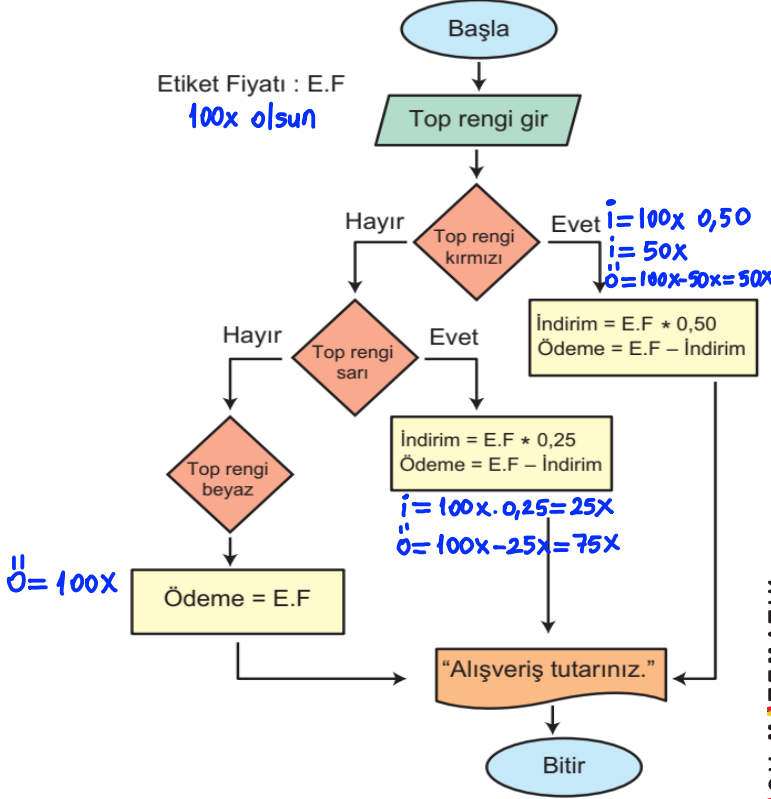 Başla
Etiket Fiyatı : E.F
100x olsun
Top rengi gir
Hayır
Top rengi
kırmızı
Evet
i=100x 0,50
i=50x
ö=100x-50x=50x
İndirim = E.F * 0,50
Ödeme = E.F – İndirim
Hayır
Top rengi
sarı
Evet
İndirim = E.F * 0,25
Ödeme = E.F – İndirim
i=100x.0,25=25x
ö=100x-25x=75x
Top rengi
beyaz
ö=100x
Ödeme = E.F
“Alışveriş tutarınız.”
Bitir